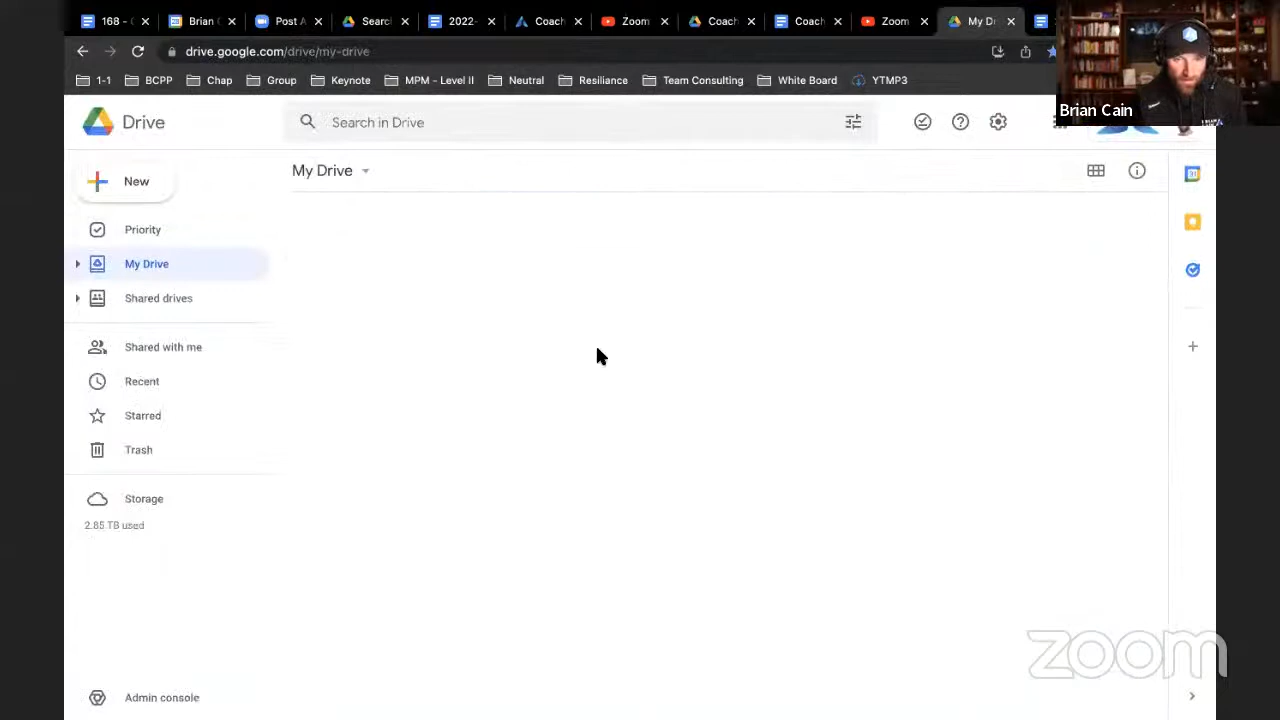 168 - (
Brian (
Post A
Searcl
2022-
Coach
Zoom
Coach
Coach
Zoom
My Dr
drive.google.com/drive/my-drive
1-1
BCPP
Chap
Group
Keynote
MPM - Level II
Neutral
Resiliance
Team Consulting
White Board
YTMP3
Brian Cain
Drive
Search in Drive
New
My Drive
Priority
My Drive
Shared drives
Shared with me
Recent
Starred
Trash
Storage
2.85 TB used
Admin console
31
zoom